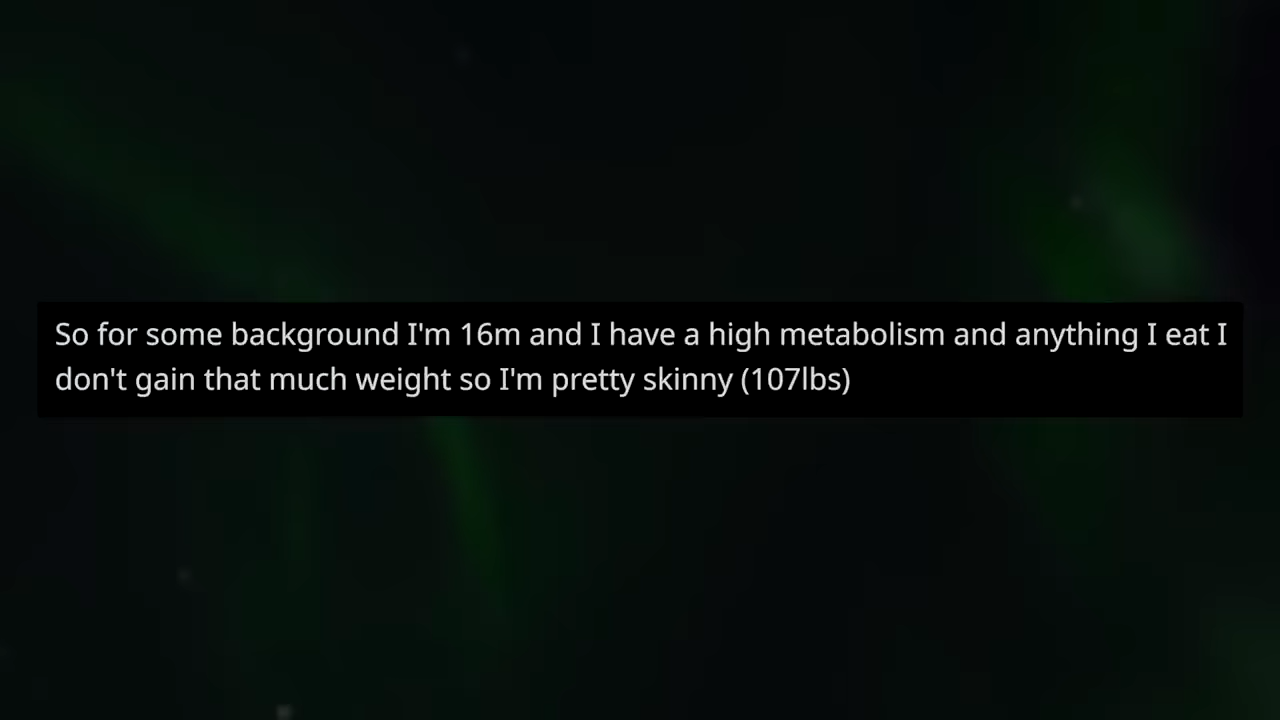 So for some background I'm 16m and I have a high metabolism and anything I eat I
don't gain that much weight so I'm pretty skinny (107lbs)